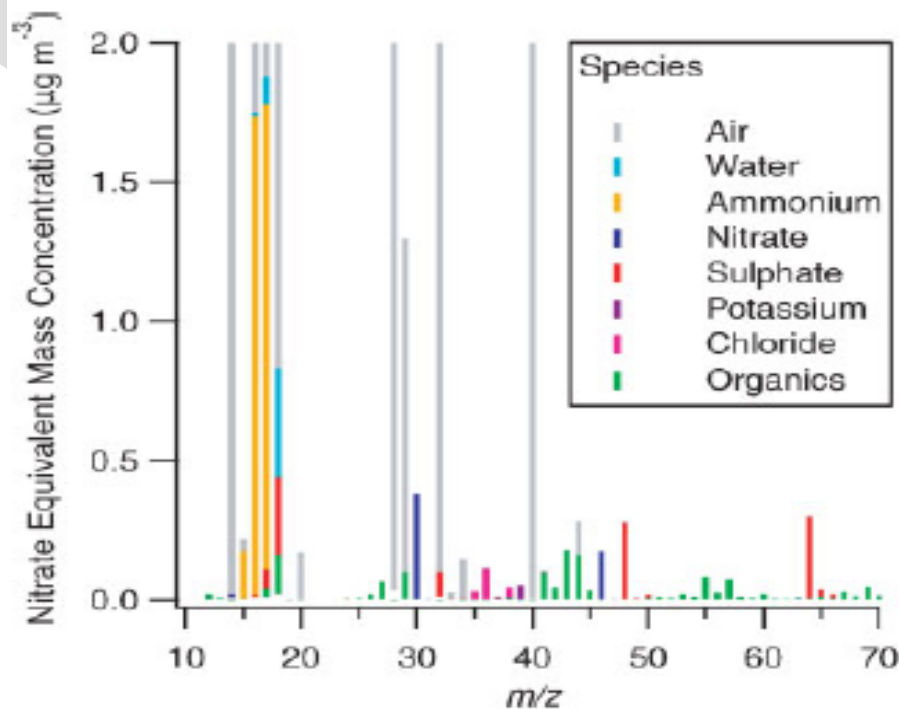 Nitrate Equivalent Mass Concentration (µg m⁻³)
2.0
1.5
1.0
0.5
0.0
10 20 30 40 50 60 70
m/z
Species
Air
Water
Ammonium
Nitrate
Sulphate
Potassium
Chloride
Organics